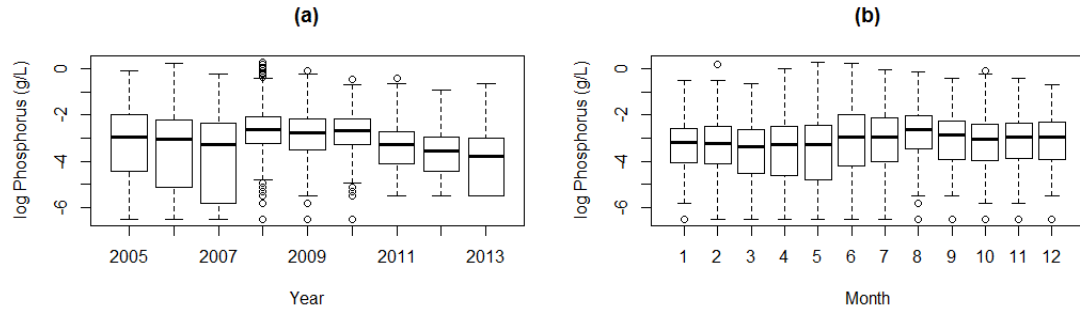 (a)
log Phosphorus (g/L)
0
-2
-4
-6
2005 2007 2009 2011 2013
Year
(b)
log Phosphorus (g/L)
0
-2
-4
-6
1 2 3 4 5 6 7 8 9 10 11 12
Month